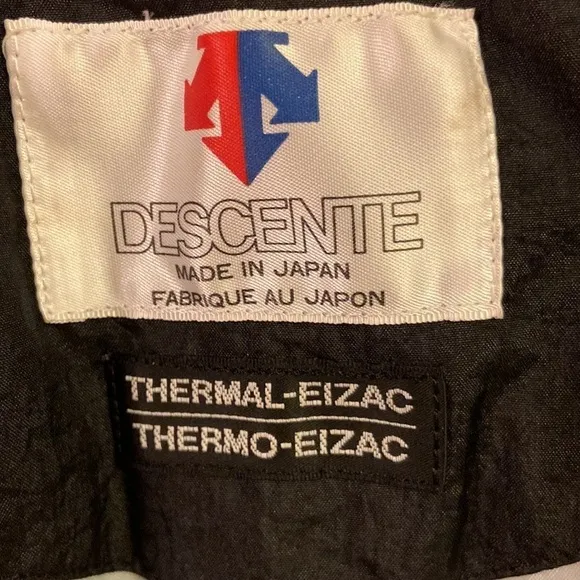 DESCENTE
MADE IN JAPAN
FABRIQUE AU JAPON
THERMAL-EIZAC
THERMO-EIZAC